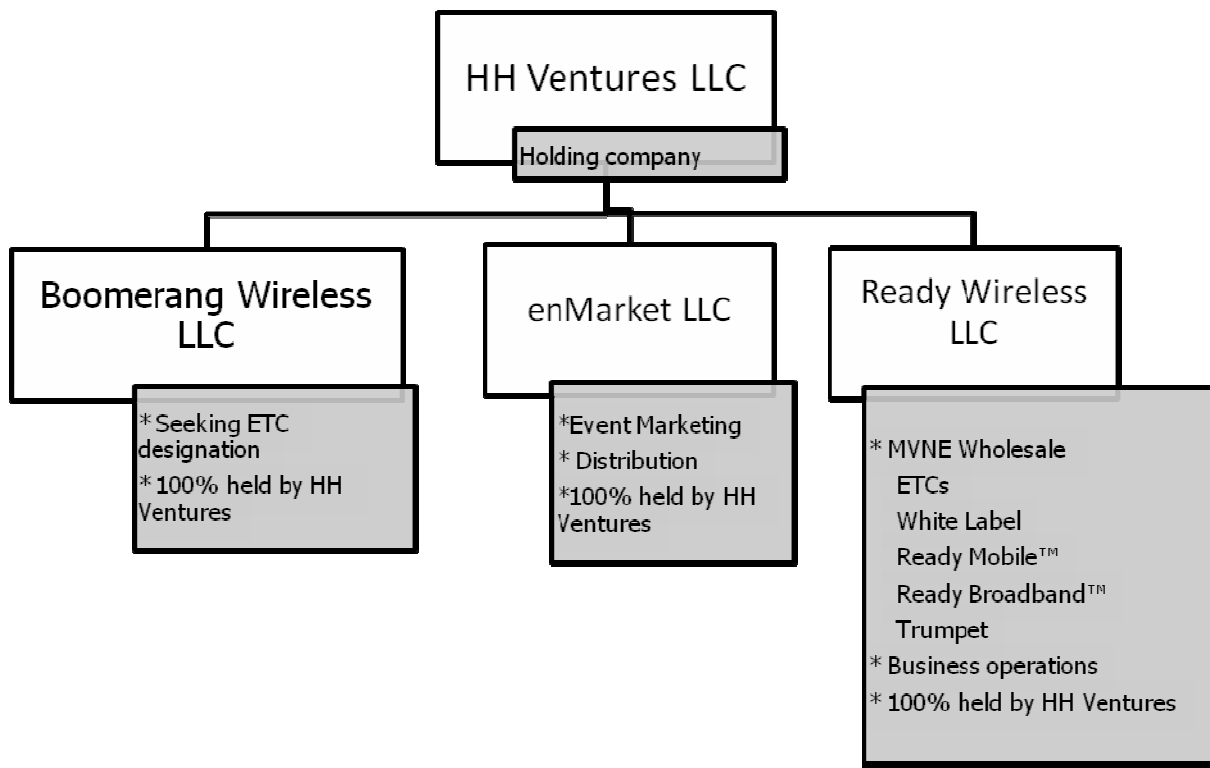 HH Ventures LLC
Holding company
Boomerang Wireless
LLC
* Seeking ETC
designation
* 100% held by HH
Ventures
enMarket LLC
*Event Marketing
* Distribution
*100% held by HH
Ventures
Ready Wireless
LLC
* MVNE Wholesale
ETCs
White Label
Ready Mobile™
Ready Broadband™
Trumpet
* Business operations
* 100% held by HH Ventures